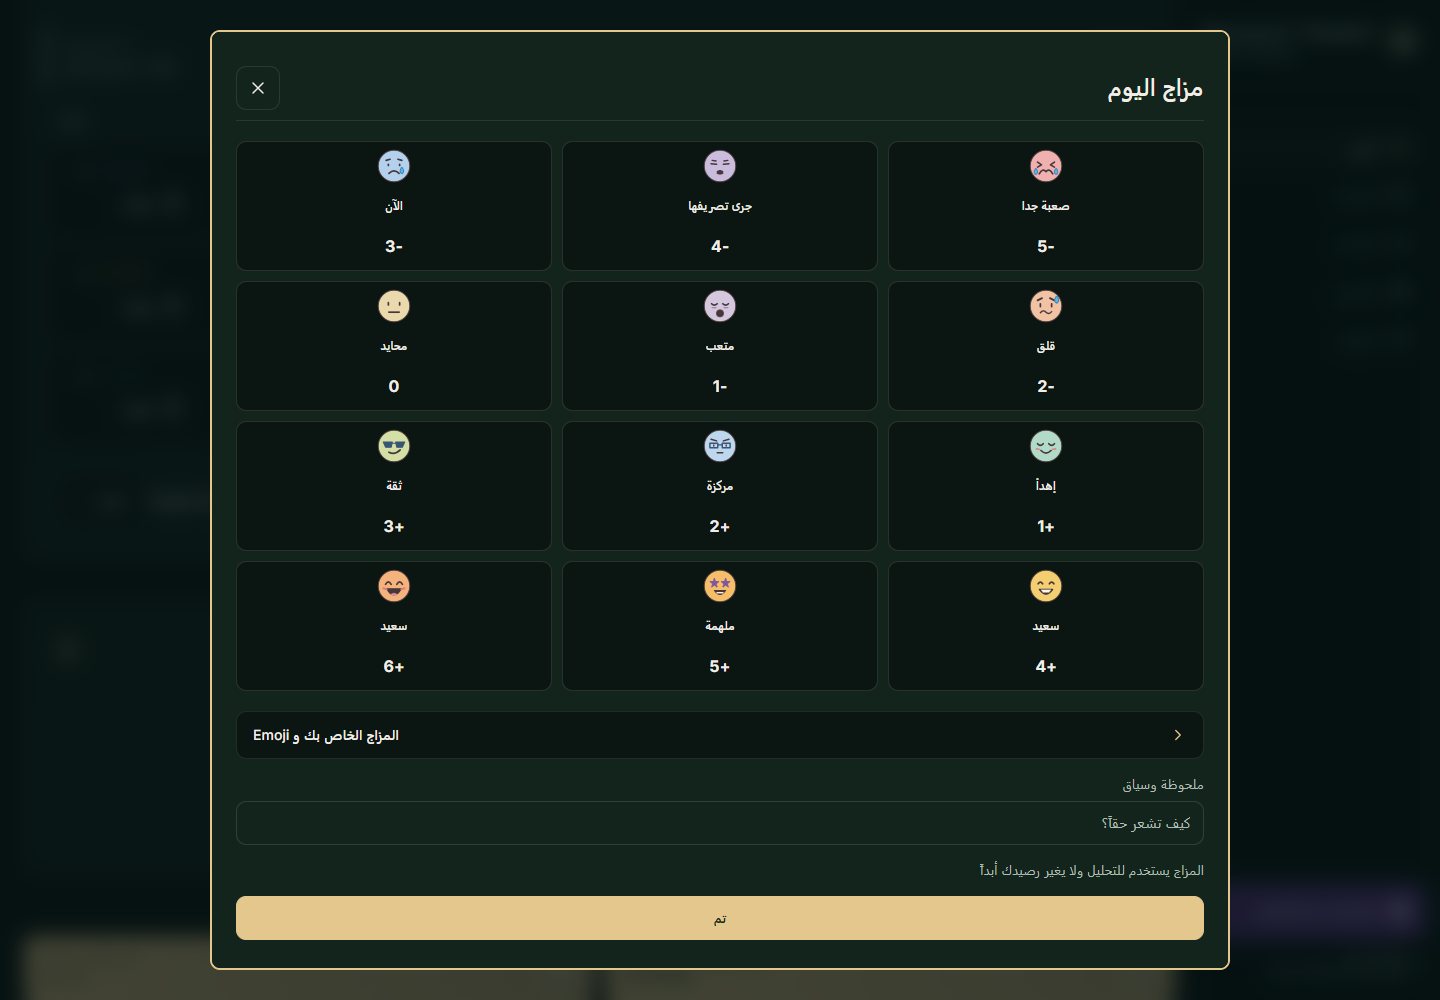 مزاج اليوم
صعبة جدا
-5
جرى تصريفها
-4
الآن
-3
قلق
-2
متعب
-1
محايد
0
إهدأ
+1
مركزة
+2
ثقة
+3
سعيد
+4
ملهمة
+5
سعيد
+6
المزاج الخاص بك و Emoji
ملحوظة وسياق
كيف تشعر حقاً؟
المزاج يستخدم للتحليل ولا يغير رصيدك أبداً
تم